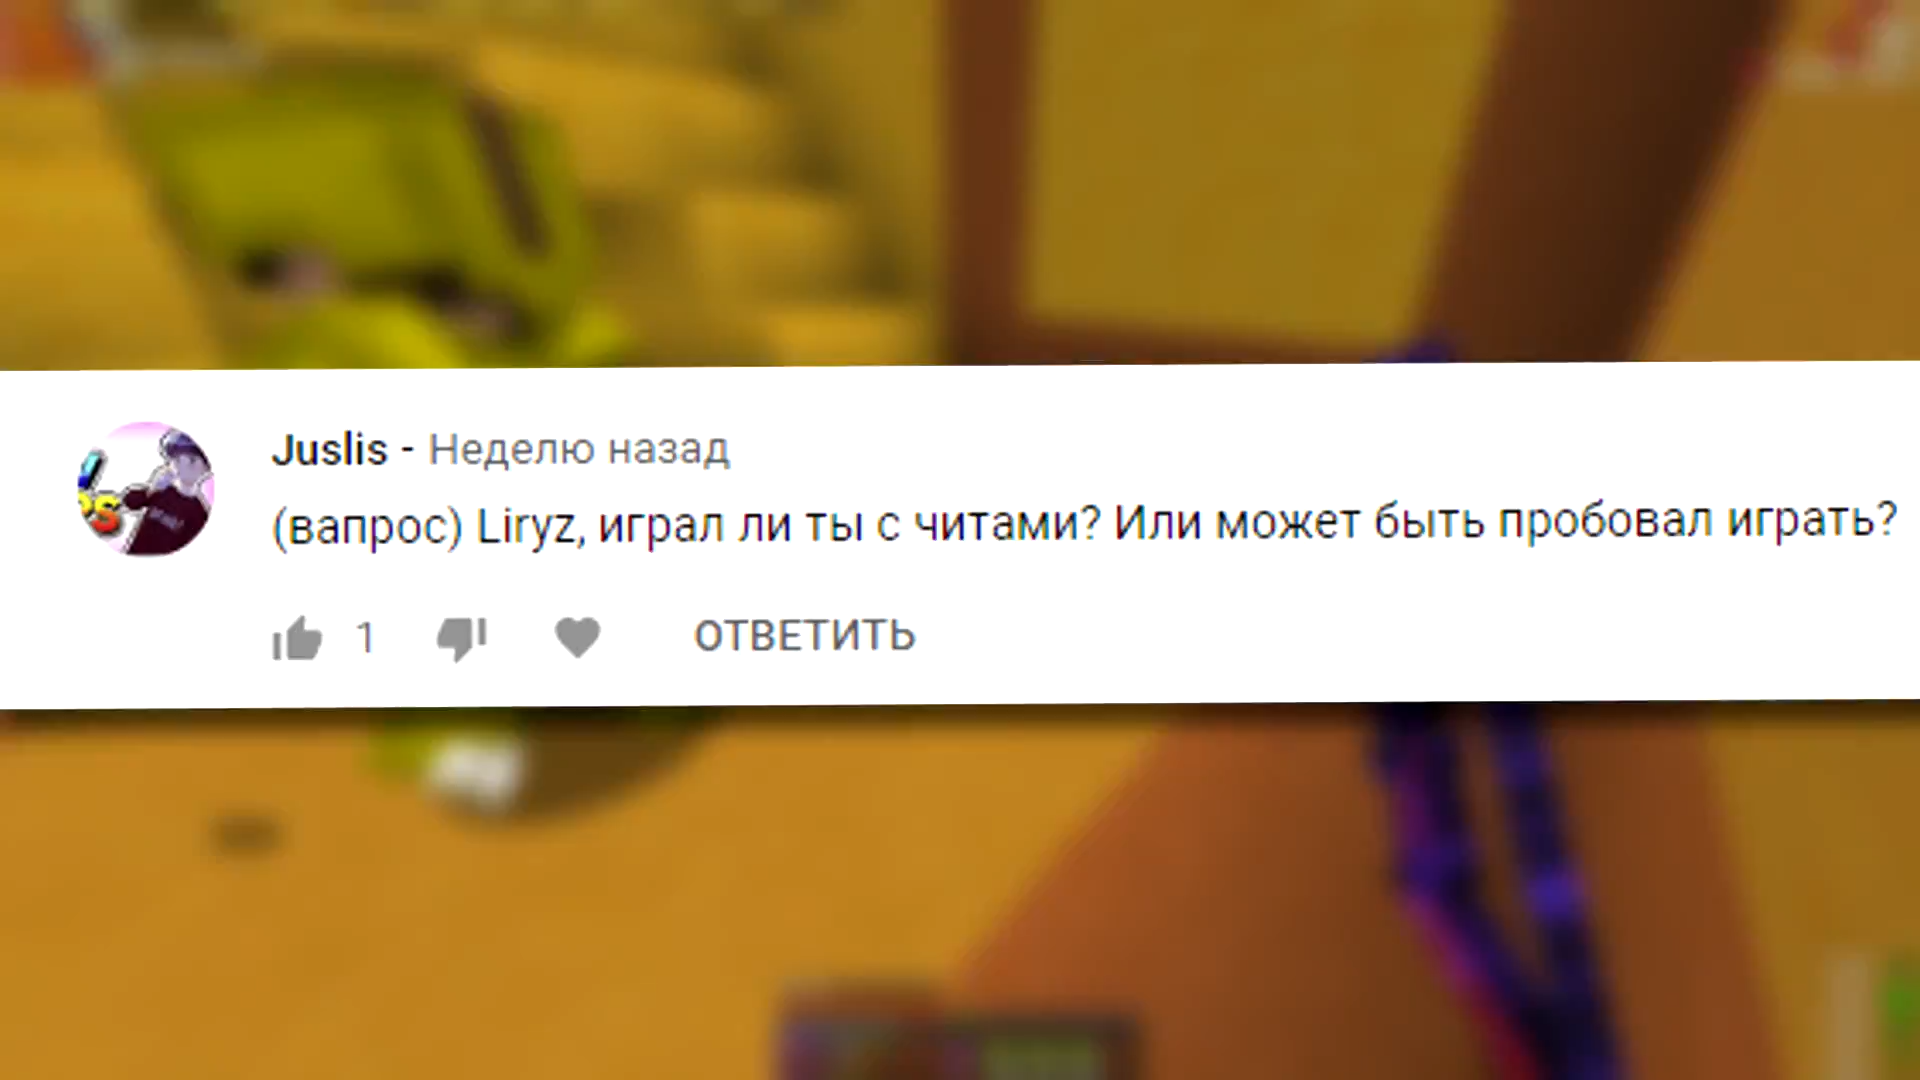 Juslis - Неделю назад
(вапрос) Liryz, играл ли ты с читами? Или может быть пробовал играть?
1 ОТВЕТИТЬ